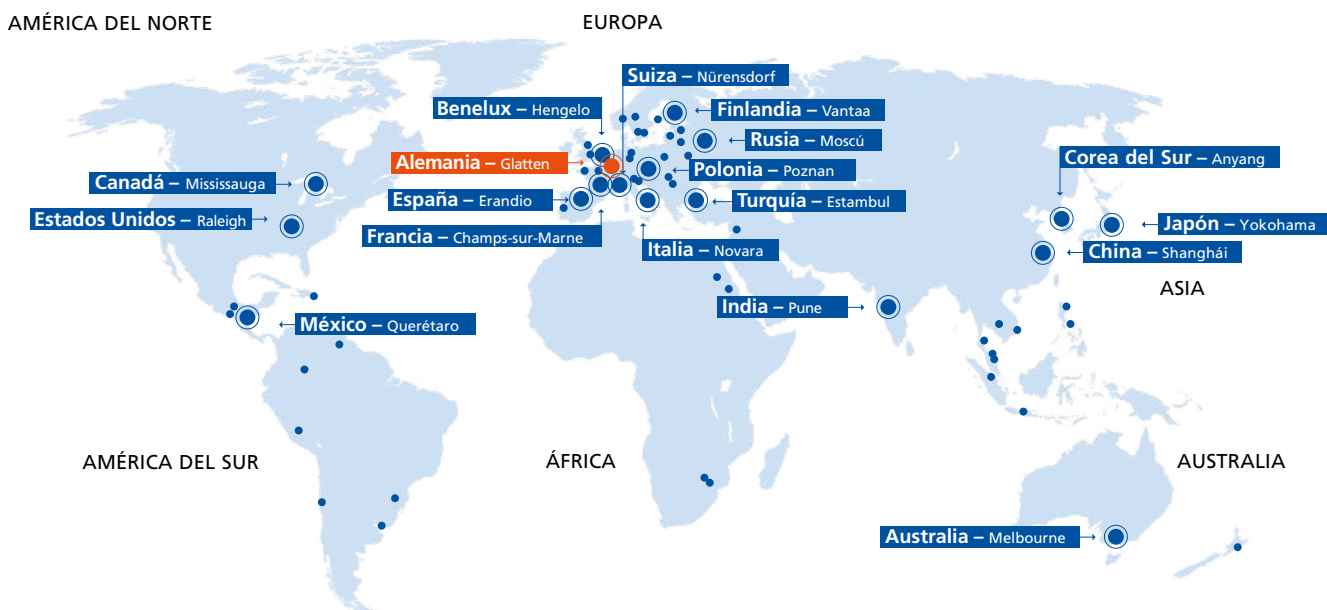 AMÉRICA DEL NORTE
EUROPA
Suiza – Nürensdorf
Benelux – Hengelo
Finlandia – Vantaa
Rusia – Moscú
Alemania – Glatten
Corea del Sur – Anyang
Polonia – Poznan
Canadá – Mississauga
España – Erandio
Turquía – Estambul
Estados Unidos – Raleigh
Japón – Yokohama
Francia – Champs-sur-Marne
Italia – Novara
China – Shanghái
ASIA
India – Pune
México – Querétaro
AMÉRICA DEL SUR
ÁFRICA
AUSTRALIA
Australia – Melbourne